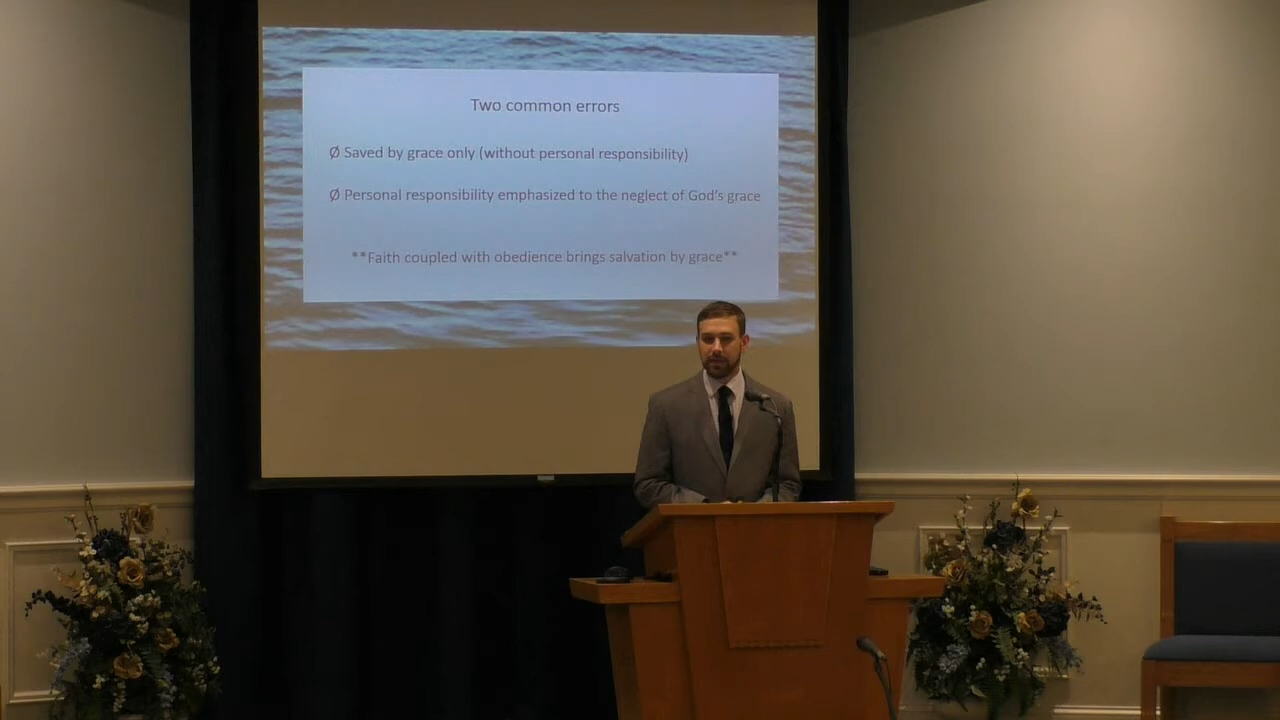 Two common errors
Ø Saved by grace only (without personal responsibility)
Ø Personal responsibility emphasized to the neglect of God's grace
**Faith coupled with obedience brings salvation by grace**